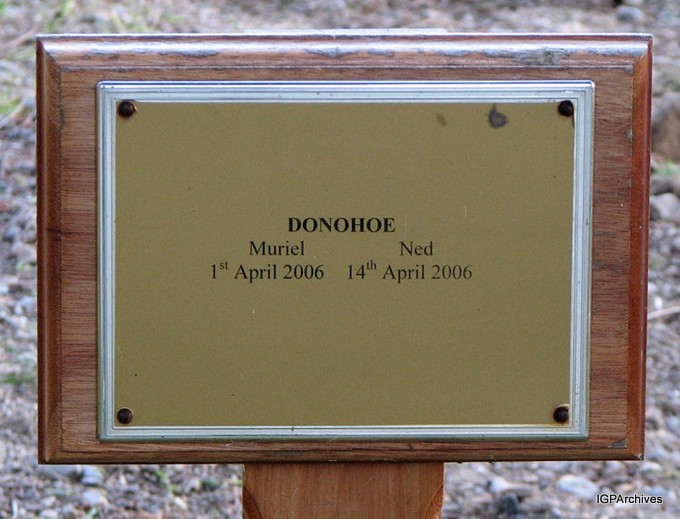 DONOHOE
Muriel Ned
1st April 2006 14th April 2006
IGPArchives